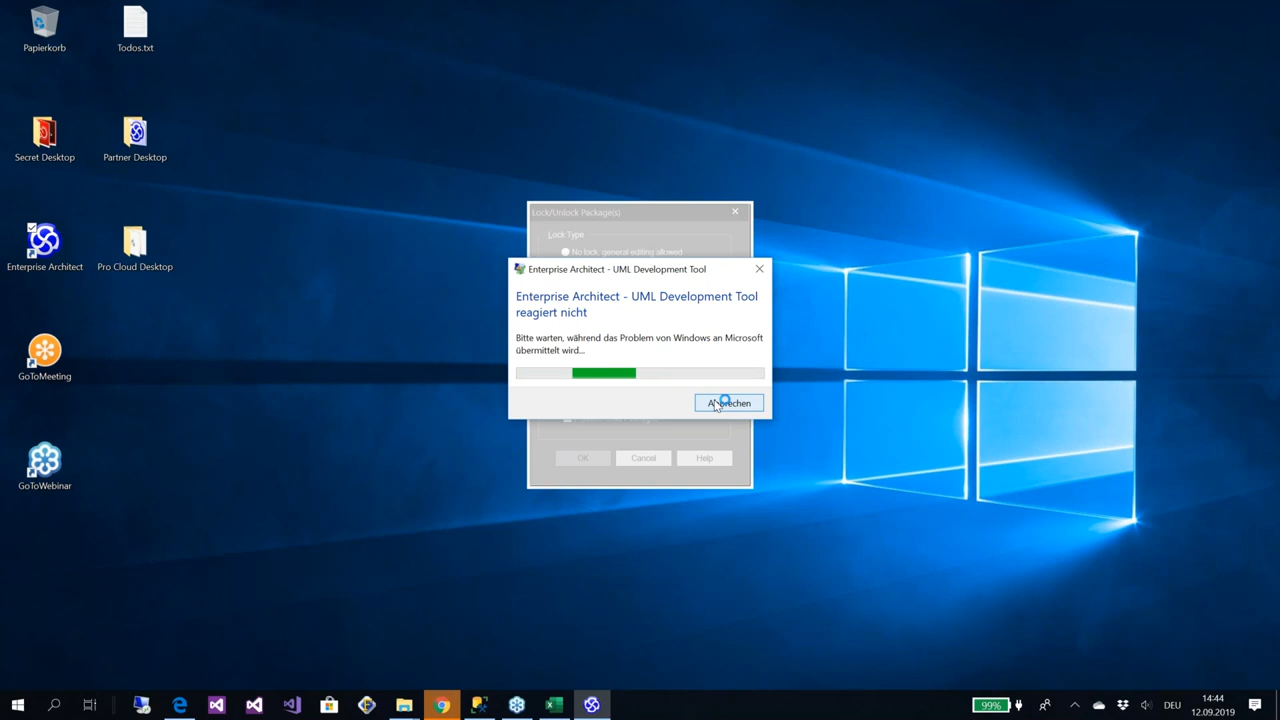 Papierkorb
Todos.txt
Secret Desktop
Partner Desktop
Enterprise Architect
Pro Cloud Desktop
GoToMeeting
GoToWebinar
Lock/Unlock Package(s)
Lock Type
No lock, general editing allowed
Enterprise Architect - UML Development Tool
Enterprise Architect - UML Development Tool
reagiert nicht
Bitte warten, während das Problem von Windows an Microsoft
übermittelt wird...
Abbrechen
OK
Cancel
Help
99%
DEU
14:44
12.09.2019